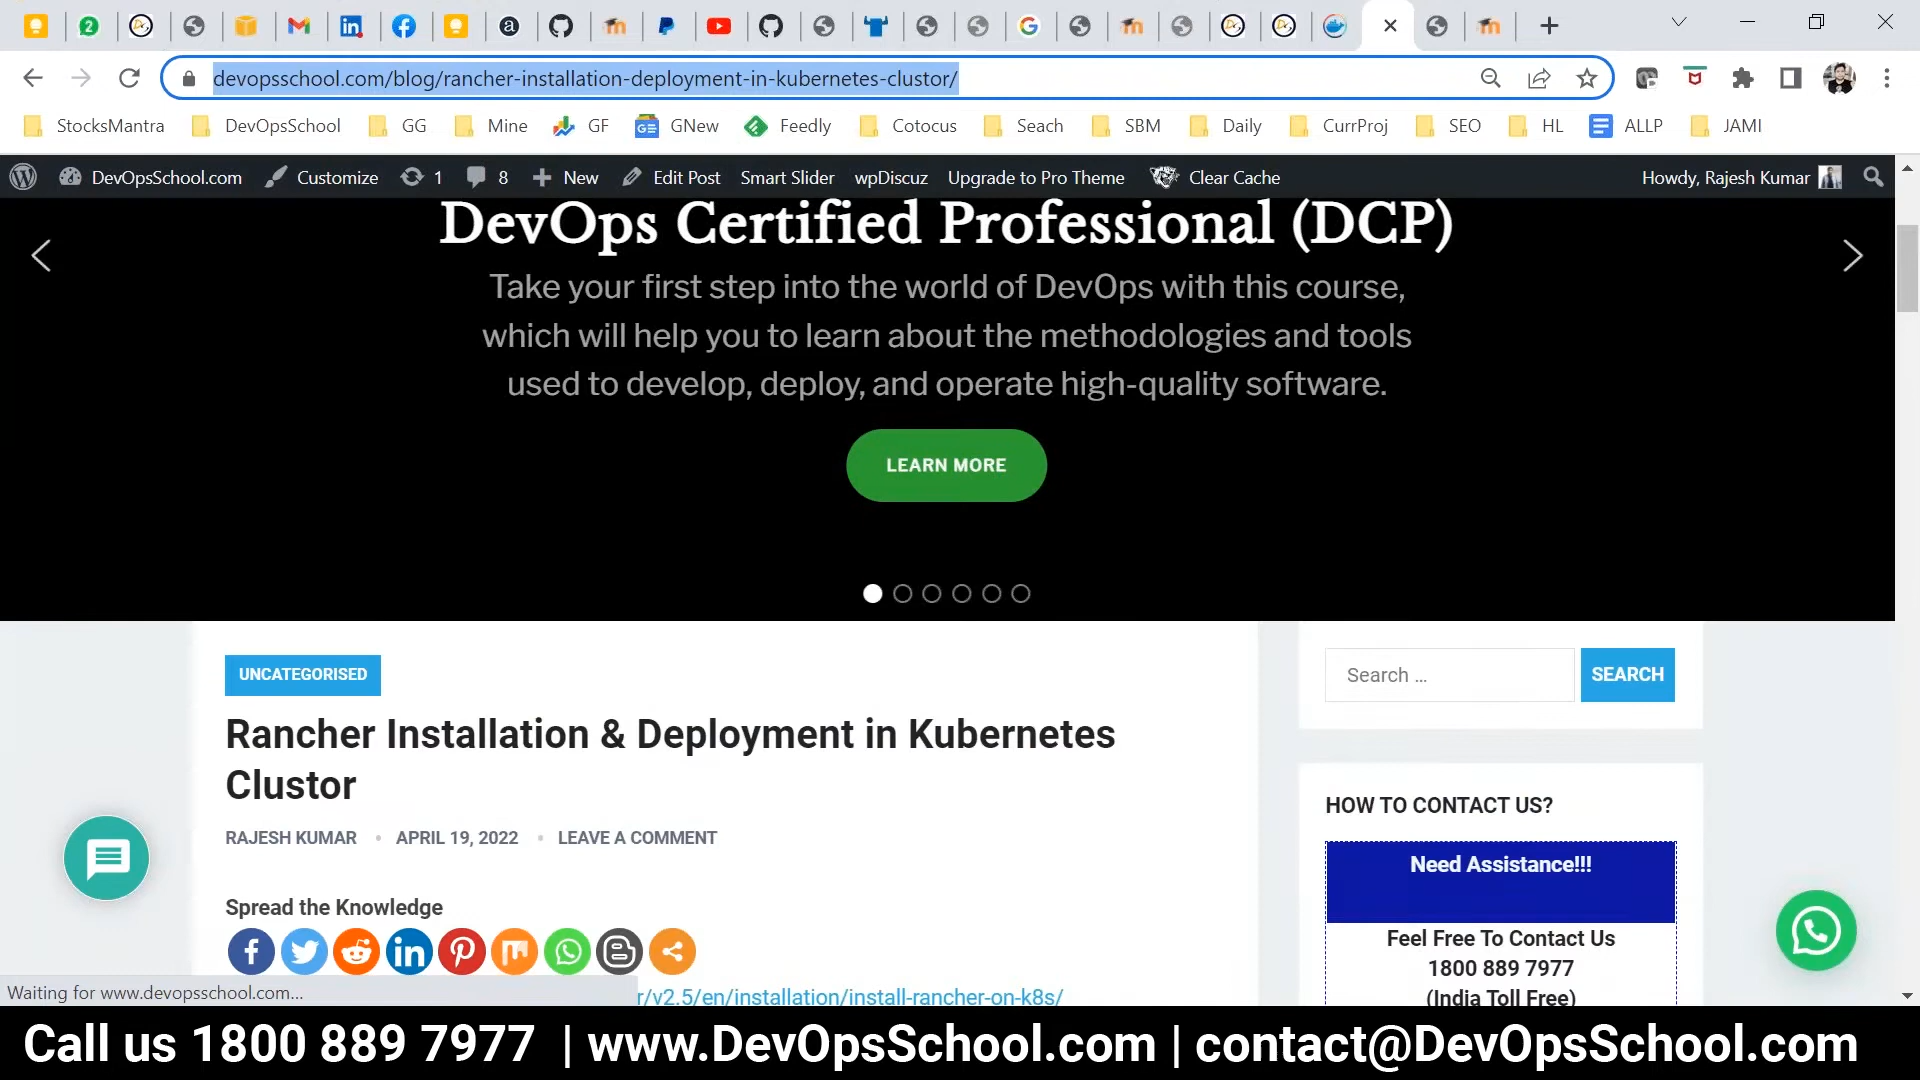 2
devopsschool.com/blog/rancher-installation-deployment-in-kubernetes-clustor/
StocksMantra DevOpsSchool GG Mine GF GNew Feedly Cotocus Seach SBM Daily CurrProj SEO HL ALLP JAMI
DevOpsSchool.com Customize 1 8 New Edit Post Smart Slider wpDiscuz Upgrade to Pro Theme Clear Cache Howdy, Rajesh Kumar
DevOps Certified Professional (DCP)
Take your first step into the world of DevOps with this course,
which will help you to learn about the methodologies and tools
used to develop, deploy, and operate high-quality software.
LEARN MORE
UNCATEGORISED
Rancher Installation & Deployment in Kubernetes
Clustor
RAJESH KUMAR • APRIL 19, 2022 • LEAVE A COMMENT
Spread the Knowledge
r/v2.5/en/installation/install-rancher-on-k8s/
Search …
SEARCH
HOW TO CONTACT US?
Need Assistance!!!
Feel Free To Contact Us
1800 889 7977
(India Toll Free)
Waiting for www.devopsschool.com...
Call us 1800 889 7977 | www.DevOpsSchool.com | contact@DevOpsSchool.com